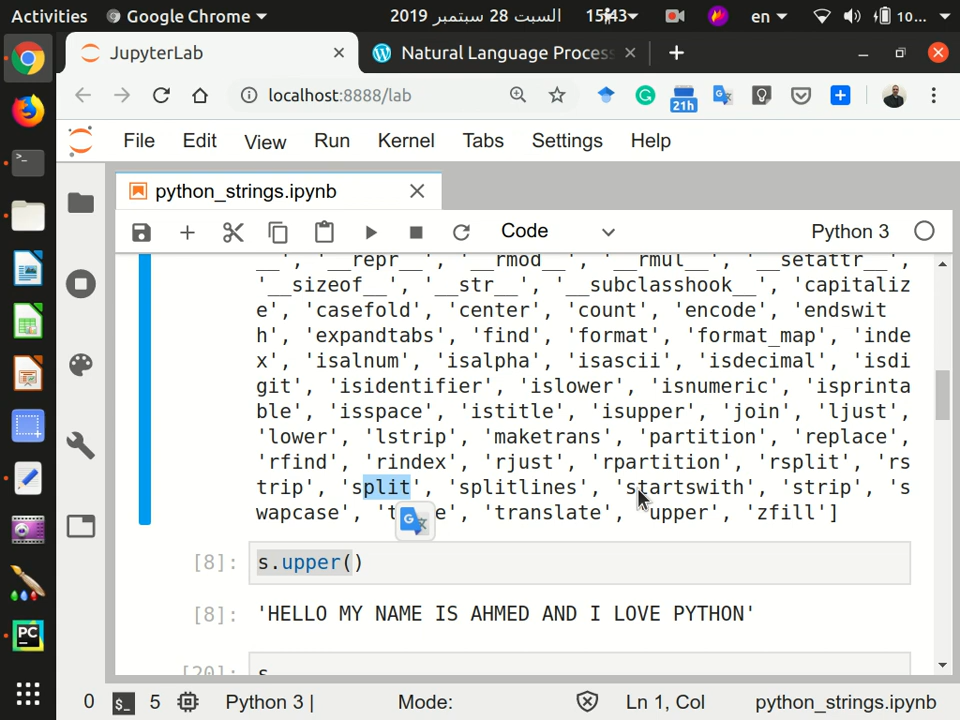 Activities Google Chrome السبت 28 سبتمبر 2019 15:43 en 10...
JupyterLab Natural Language Process
localhost:8888/lab 21h
File Edit View Run Kernel Tabs Settings Help
python_strings.ipynb
Code Python 3
__', '__repr__', '__rmod__', '__rmul__', '__setattr__',
'__sizeof__', '__str__', '__subclasshook__', 'capitaliz
e', 'casefold', 'center', 'count', 'encode', 'endswit
h', 'expandtabs', 'find', 'format', 'format_map', 'inde
x', 'isalnum', 'isalpha', 'isascii', 'isdecimal', 'isdi
git', 'isidentifier', 'islower', 'isnumeric', 'isprinta
ble', 'isspace', 'istitle', 'isupper', 'join', 'ljust',
'lower', 'lstrip', 'maketrans', 'partition', 'replace',
'rfind', 'rindex', 'rjust', 'rpartition', 'rsplit', 'rs
trip', 'split', 'splitlines', 'startswith', 'strip', 's
wapcase', 'translate', 'upper', 'zfill']
[8]: s.upper()
[8]: 'HELLO MY NAME IS AHMED AND I LOVE PYTHON'
[20]: s
0 5 Python 3 | Mode: Ln 1, Col python_strings.ipynb